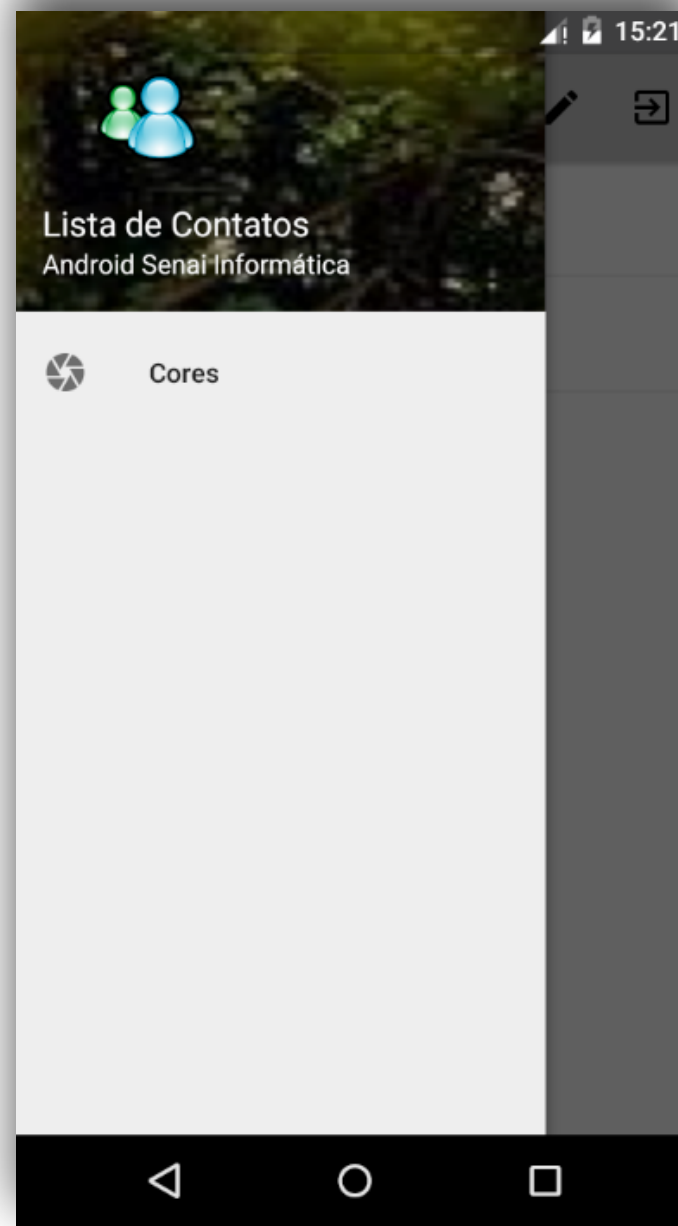 15:21
Lista de Contatos
Android Senai Informática
Cores